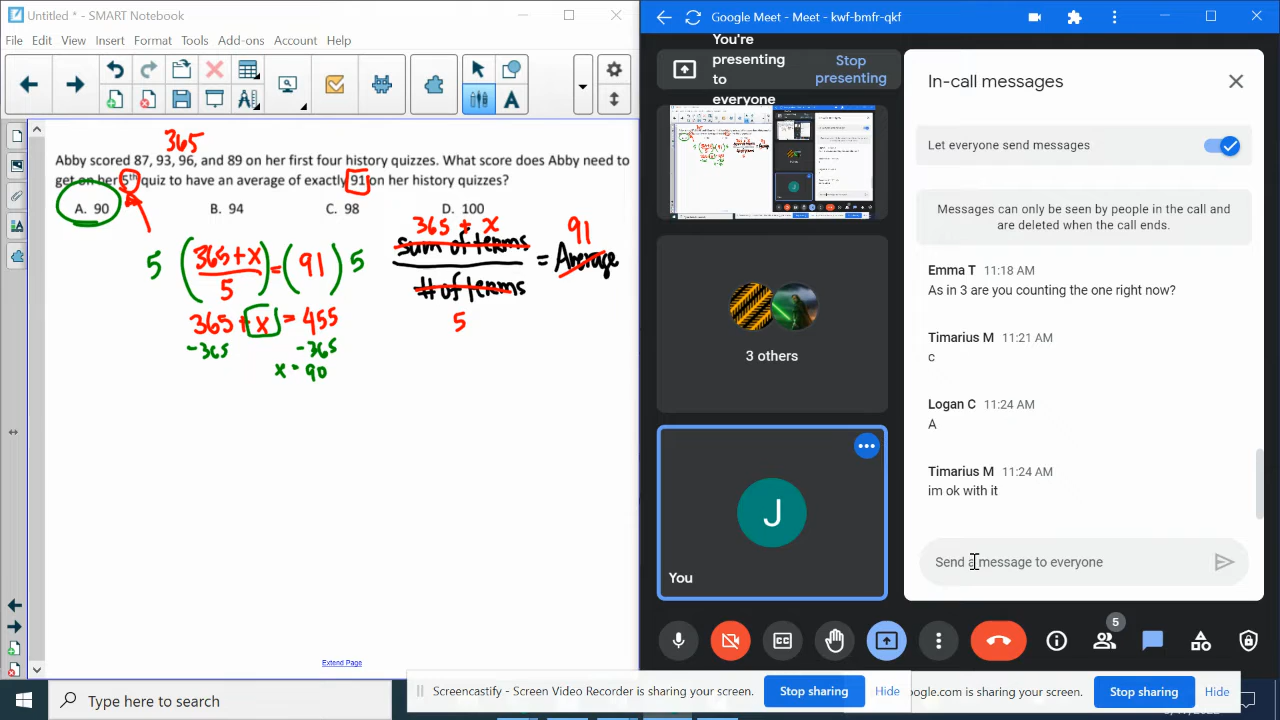 Untitled * - SMART Notebook
File Edit View Insert Format Tools Add-ons Account Help
365
Abby scored 87, 93, 96, and 89 on her first four history quizzes. What score does Abby need to
get on her 5th quiz to have an average of exactly 91 on her history quizzes?
A. 90 B. 94 C. 98 D. 100
5 (365+x/5) = (91) 5
365 + x = 455
-365 -365
x = 90
365 + x
sum of terms
# of terms
5
=
91
Average
Extend Page
Google Meet - Meet - kwf-bmfr-qkf
You're
presenting
to
everyone
Stop
presenting
3 others
J
You
In-call messages
Let everyone send messages
Messages can only be seen by people in the call and
are deleted when the call ends.
Emma T 11:18 AM
As in 3 are you counting the one right now?
Timarius M 11:21 AM
c
Logan C 11:24 AM
A
Timarius M 11:24 AM
im ok with it
Send a message to everyone
5
Type here to search
Screencastify - Screen Video Recorder is sharing your screen. Stop sharing Hide
google.com is sharing your screen. Stop sharing Hide